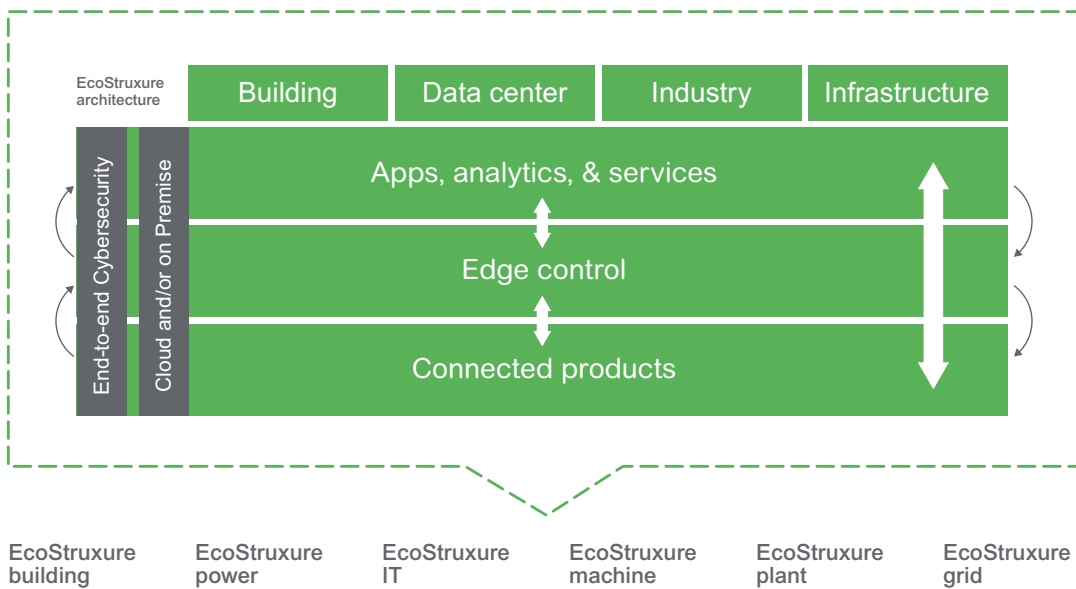 EcoStruxure
architecture
Building
Data center
Industry
Infrastructure
End-to-end Cybersecurity
Cloud and/or on Premise
Apps, analytics, & services
Edge control
Connected products
EcoStruxure
building
EcoStruxure
power
EcoStruxure
IT
EcoStruxure
machine
EcoStruxure
plant
EcoStruxure
grid